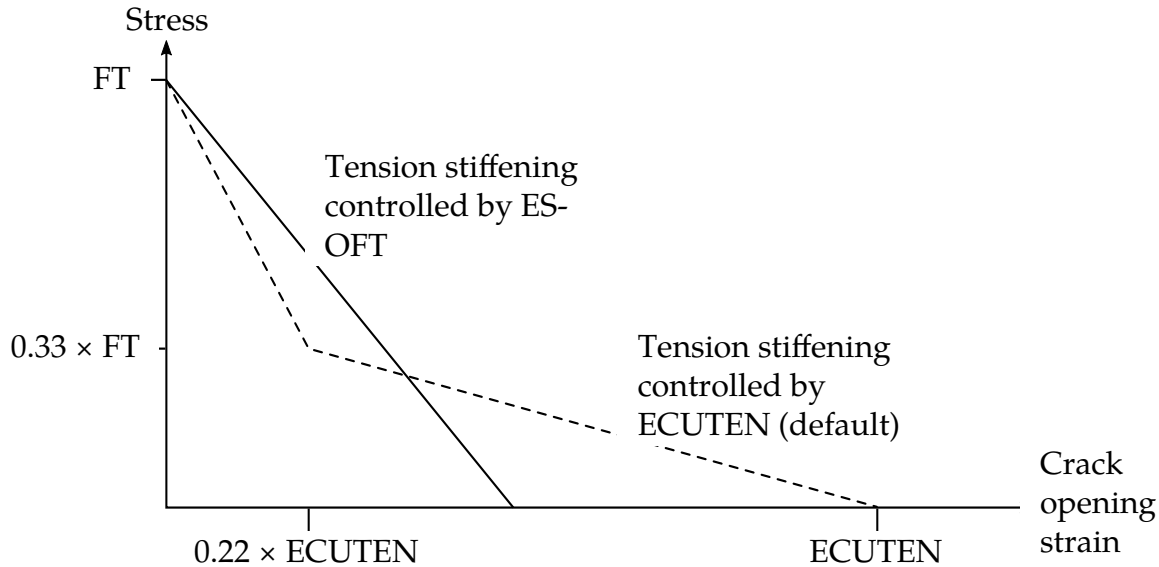 Stress
FT
Tension stiffening
controlled by ES-
OFT
0.33 × FT
Tension stiffening
controlled by
ECUTEN (default)
Crack
opening
strain
0.22 × ECUTEN
ECUTEN